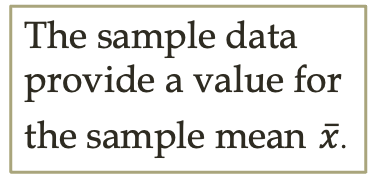 The sample data
provide a value for
the sample mean x̄.